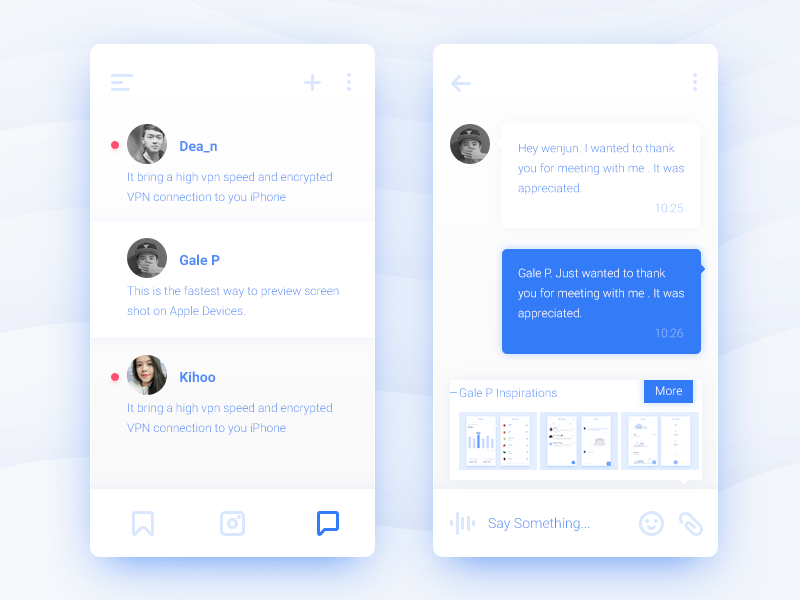 Dea_n
It bring a high vpn speed and encrypted
VPN connection to you iPhone
Gale P
This is the fastest way to preview screen
shot on Apple Devices.
Kihoo
It bring a high vpn speed and encrypted
VPN connection to you iPhone
Hey wenjun. I wanted to thank
you for meeting with me . It was
appreciated.
10:25
Gale P. Just wanted to thank
you for meeting with me . It was
appreciated.
10:26
Gale P Inspirations
More
Say Something...